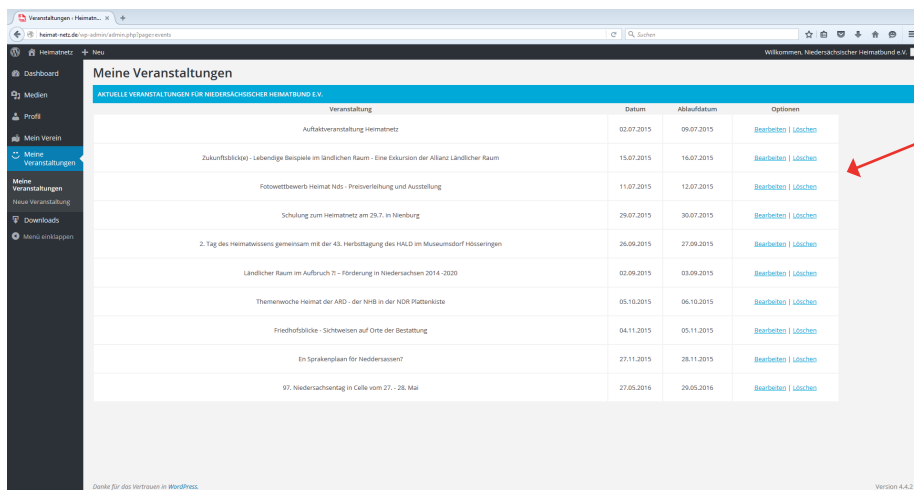 Veranstaltungen ‹ Heimatn... × +
heimat-netz.de/wp-admin/admin.php?page=events
Suchen
Heimatnetz + Neu
Willkommen, Niedersächsischer Heimatbund e.V.
Dashboard
Medien
Profil
Mein Verein
Meine
Veranstaltungen
Meine
Veranstaltungen
Neue Veranstaltung
Downloads
Menü einklappen
Meine Veranstaltungen
AKTUELLE VERANSTALTUNGEN FÜR NIEDERSÄCHSISCHER HEIMATBUND E.V.
Veranstaltung Datum Ablaufdatum Optionen
Auftaktveranstaltung Heimatnetz 02.07.2015 09.07.2015 Bearbeiten | Löschen
Zukunftsblick(e) - Lebendige Beispiele im ländlichen Raum - Eine Exkursion der Allianz Ländlicher Raum 15.07.2015 16.07.2015 Bearbeiten | Löschen
Fotowettbewerb Heimat Nds - Preisverleihung und Ausstellung 11.07.2015 12.07.2015 Bearbeiten | Löschen
Schulung zum Heimatnetz am 29.7. in Nienburg 29.07.2015 30.07.2015 Bearbeiten | Löschen
2. Tag des Heimatwissens gemeinsam mit der 43. Herbsttagung des HALD im Museumsdorf Hösseringen 26.09.2015 27.09.2015 Bearbeiten | Löschen
Ländlicher Raum im Aufbruch ?! – Förderung in Niedersachsen 2014 -2020 02.09.2015 03.09.2015 Bearbeiten | Löschen
Themenwoche Heimat der ARD - der NHB in der NDR Plattenkiste 05.10.2015 06.10.2015 Bearbeiten | Löschen
Friedhofsblicke - Sichtweisen auf Orte der Bestattung 04.11.2015 05.11.2015 Bearbeiten | Löschen
En Sprakenplaan för Neddersassen? 27.11.2015 28.11.2015 Bearbeiten | Löschen
97. Niedersachsentag in Celle vom 27. - 28. Mai 27.05.2016 29.05.2016 Bearbeiten | Löschen
Danke für das Vertrauen in WordPress.
Version 4.4.2